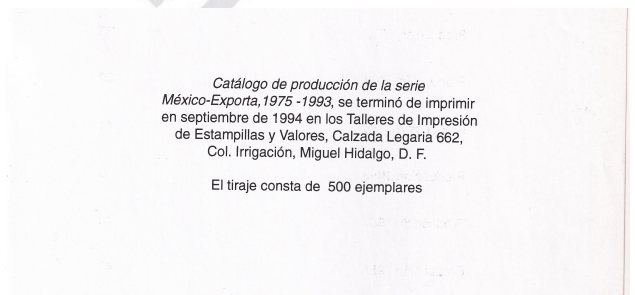 Catálogo de producción de la serie
México-Exporta,1975 -1993, se terminó de imprimir
en septiembre de 1994 en los Talleres de Impresión
de Estampillas y Valores, Calzada Legaria 662,
Col. Irrigación, Miguel Hidalgo, D. F.
El tiraje consta de 500 ejemplares